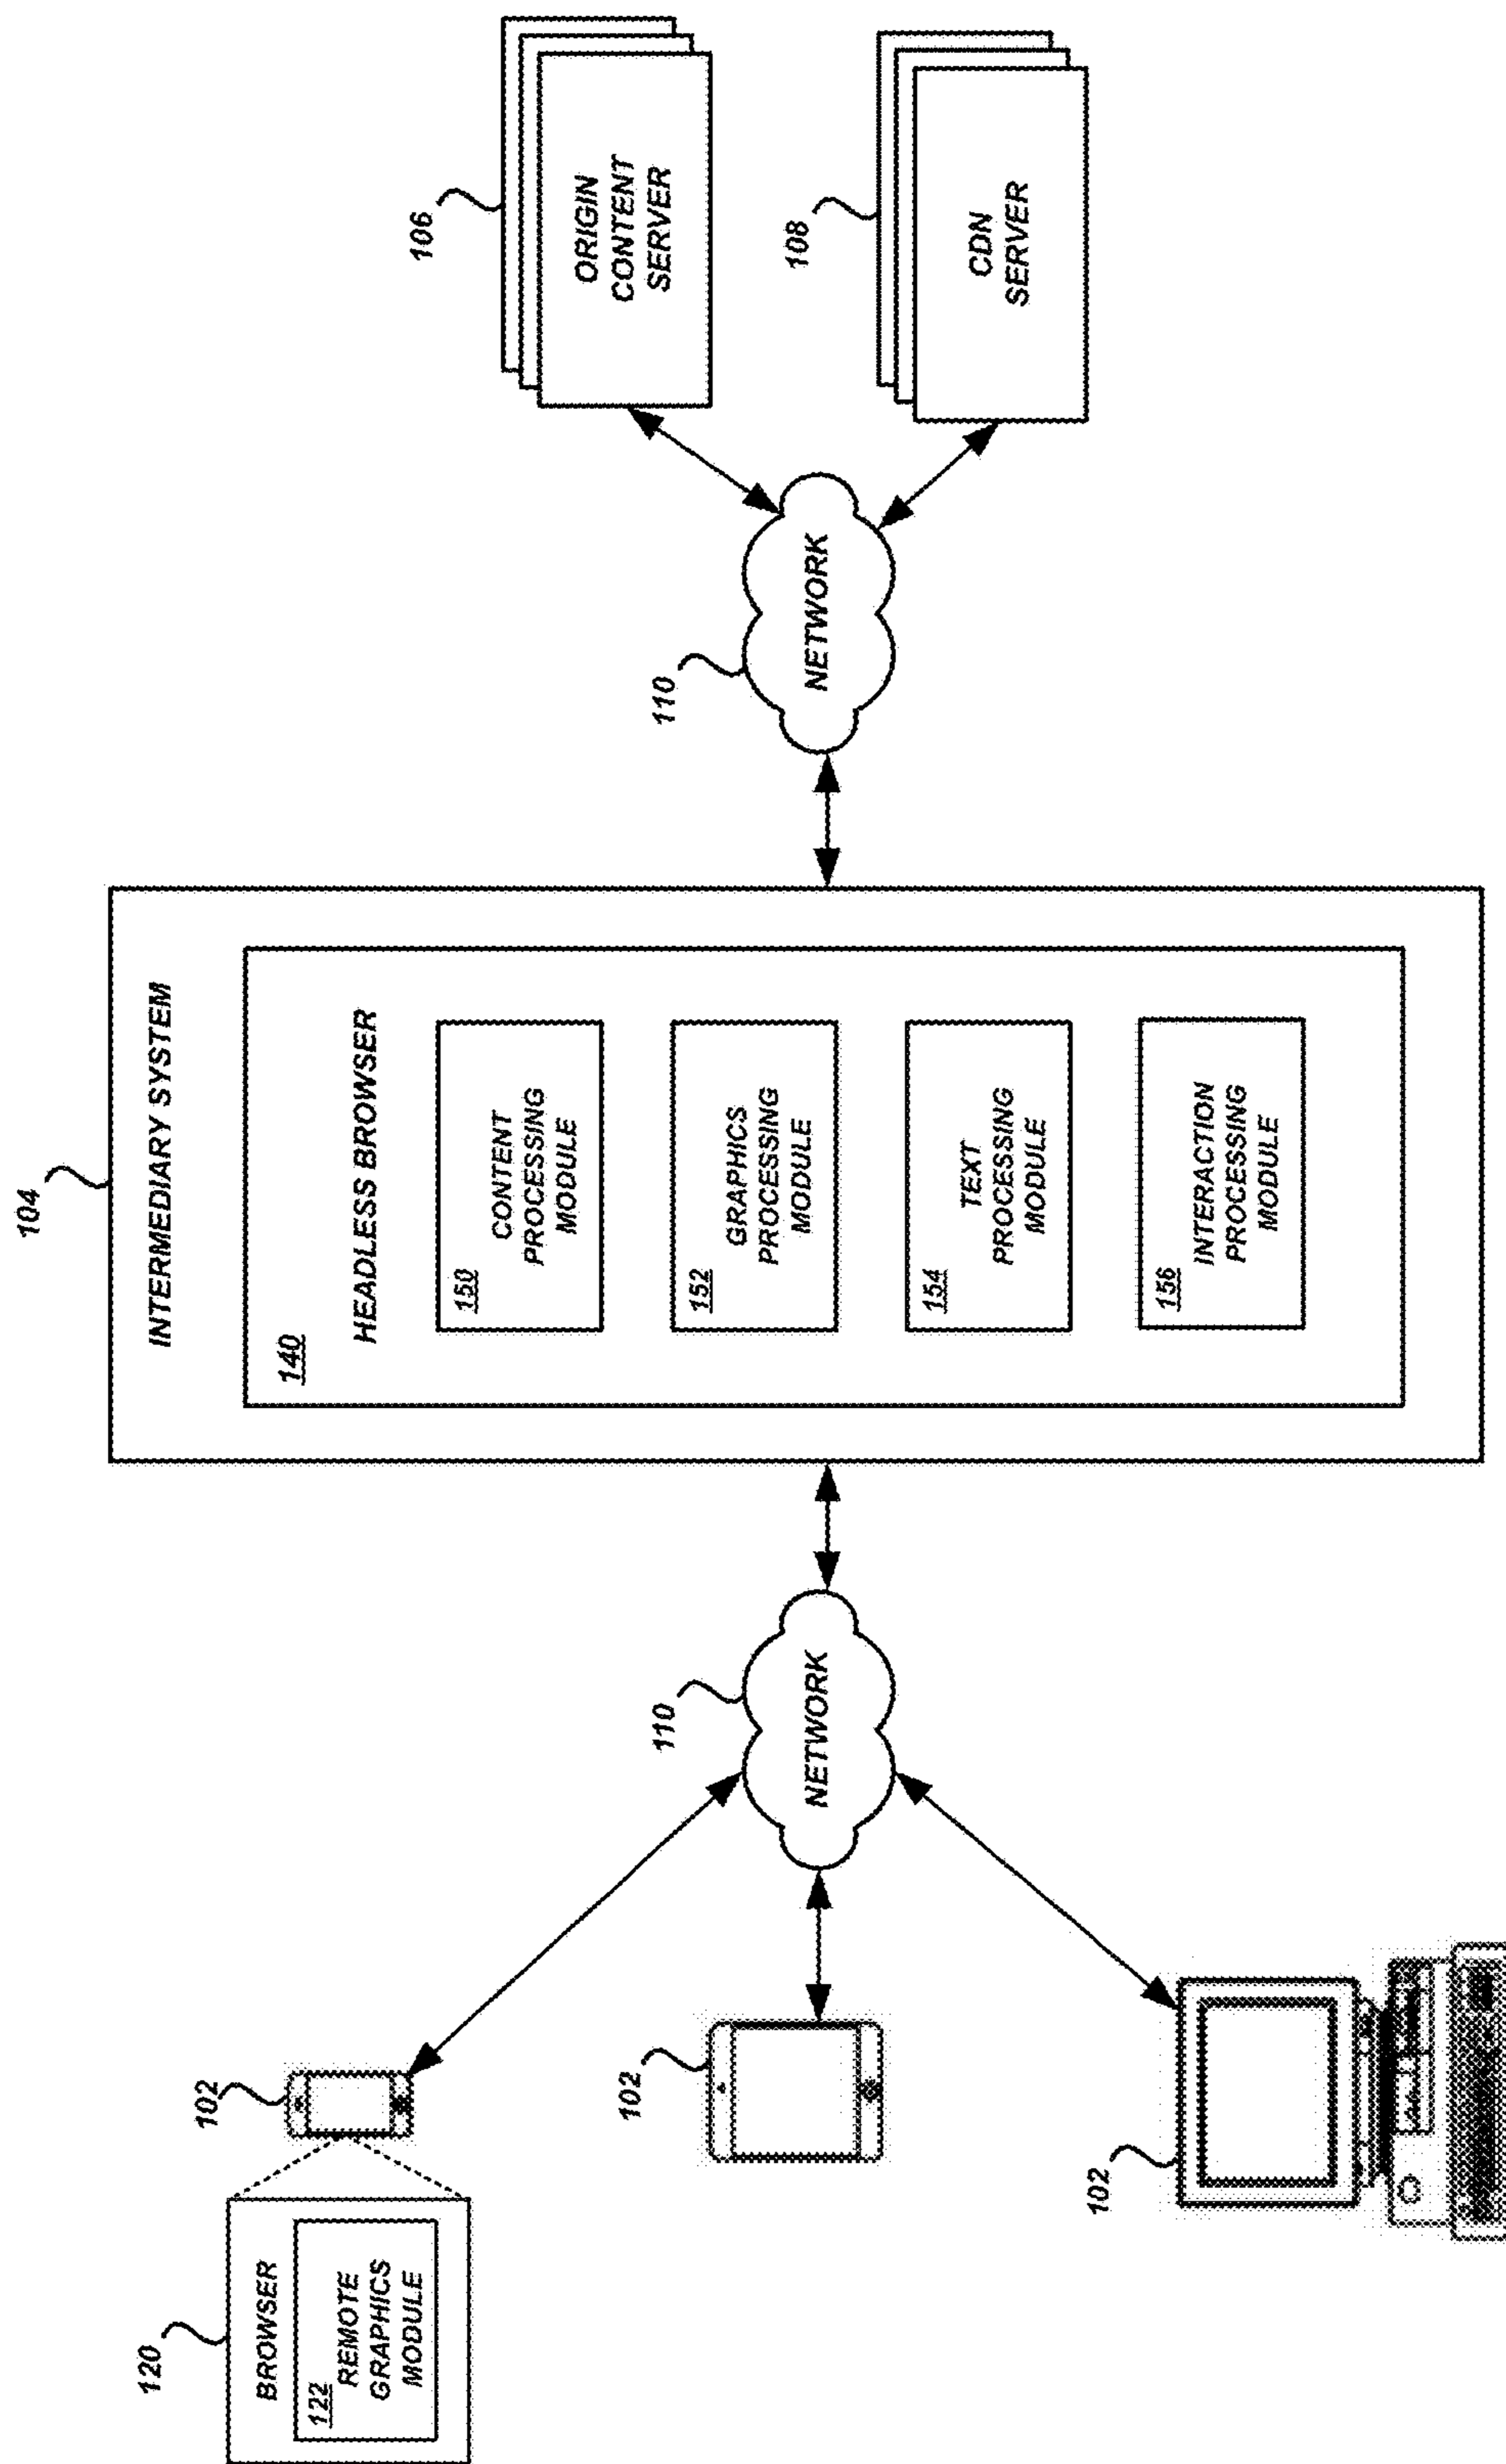 120
BROWSER
122
REMOTE
GRAPHICS
MODULE
102
102
102
110
NETWORK
104
INTERMEDIARY SYSTEM
140
HEADLESS BROWSER
150
CONTENT
PROCESSING
MODULE
152
GRAPHICS
PROCESSING
MODULE
154
TEXT
PROCESSING
MODULE
156
INTERACTION
PROCESSING
MODULE
110
NETWORK
106
ORIGIN
CONTENT
SERVER
108
CDN
SERVER